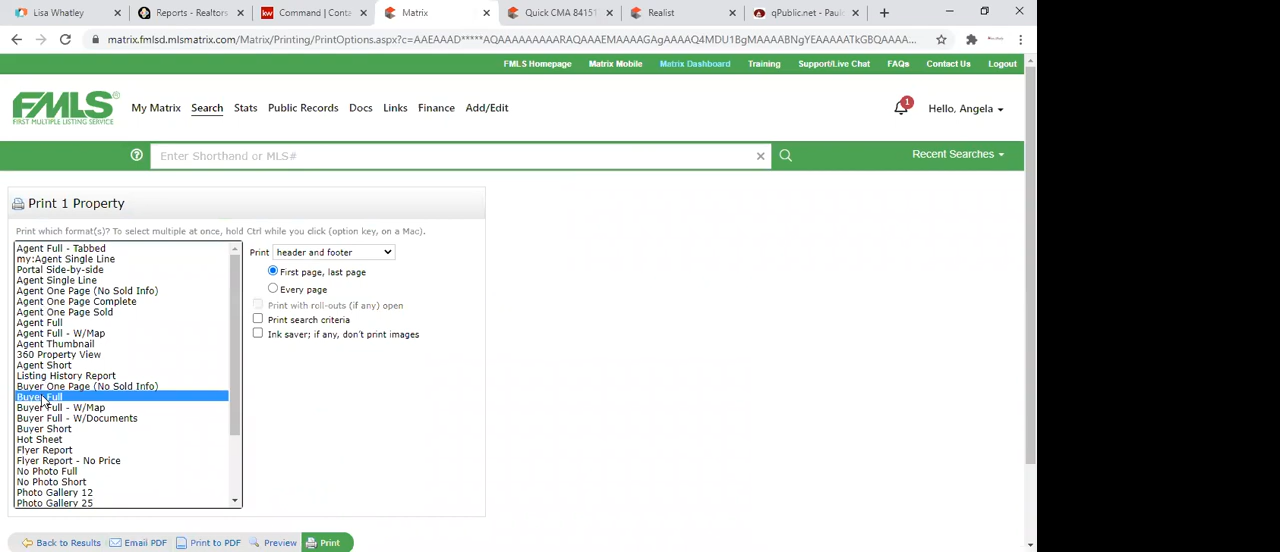 Lisa Whatley
Reports - Realtors
Command | Conta
Matrix
Quick CMA 84151
Realist
qPublic.net - Pauld
matrix.fmlsd.mlsmatrix.com/Matrix/Printing/PrintOptions.aspx?c=AAEAAAD*****AQAAAAAAAAARAQAAAEMAAAAGAgAAAAQ4MDU1BgMAAAABNgYEAAAAATkGBQAAAA...
FMLS Homepage Matrix Mobile Matrix Dashboard Training Support/Live Chat FAQs Contact Us Logout
FMLS
FIRST MULTIPLE LISTING SERVICE
My Matrix Search Stats Public Records Docs Links Finance Add/Edit
1
Hello, Angela
Enter Shorthand or MLS#
Recent Searches
Print 1 Property
Print which format(s)? To select multiple at once, hold Ctrl while you click (option key, on a Mac).
Agent Full - Tabbed
my:Agent Single Line
Portal Side-by-side
Agent Single Line
Agent One Page (No Sold Info)
Agent One Page Complete
Agent One Page Sold
Agent Full
Agent Full - W/Map
Agent Thumbnail
360 Property View
Agent Short
Listing History Report
Buyer One Page (No Sold Info)
Buyer Full
Buyer Full - W/Map
Buyer Full - W/Documents
Buyer Short
Hot Sheet
Flyer Report
Flyer Report - No Price
No Photo Full
No Photo Short
Photo Gallery 12
Photo Gallery 25
Print header and footer
First page, last page
Every page
Print with roll-outs (if any) open
Print search criteria
Ink saver; if any, don't print images
Back to Results Email PDF Print to PDF Preview Print